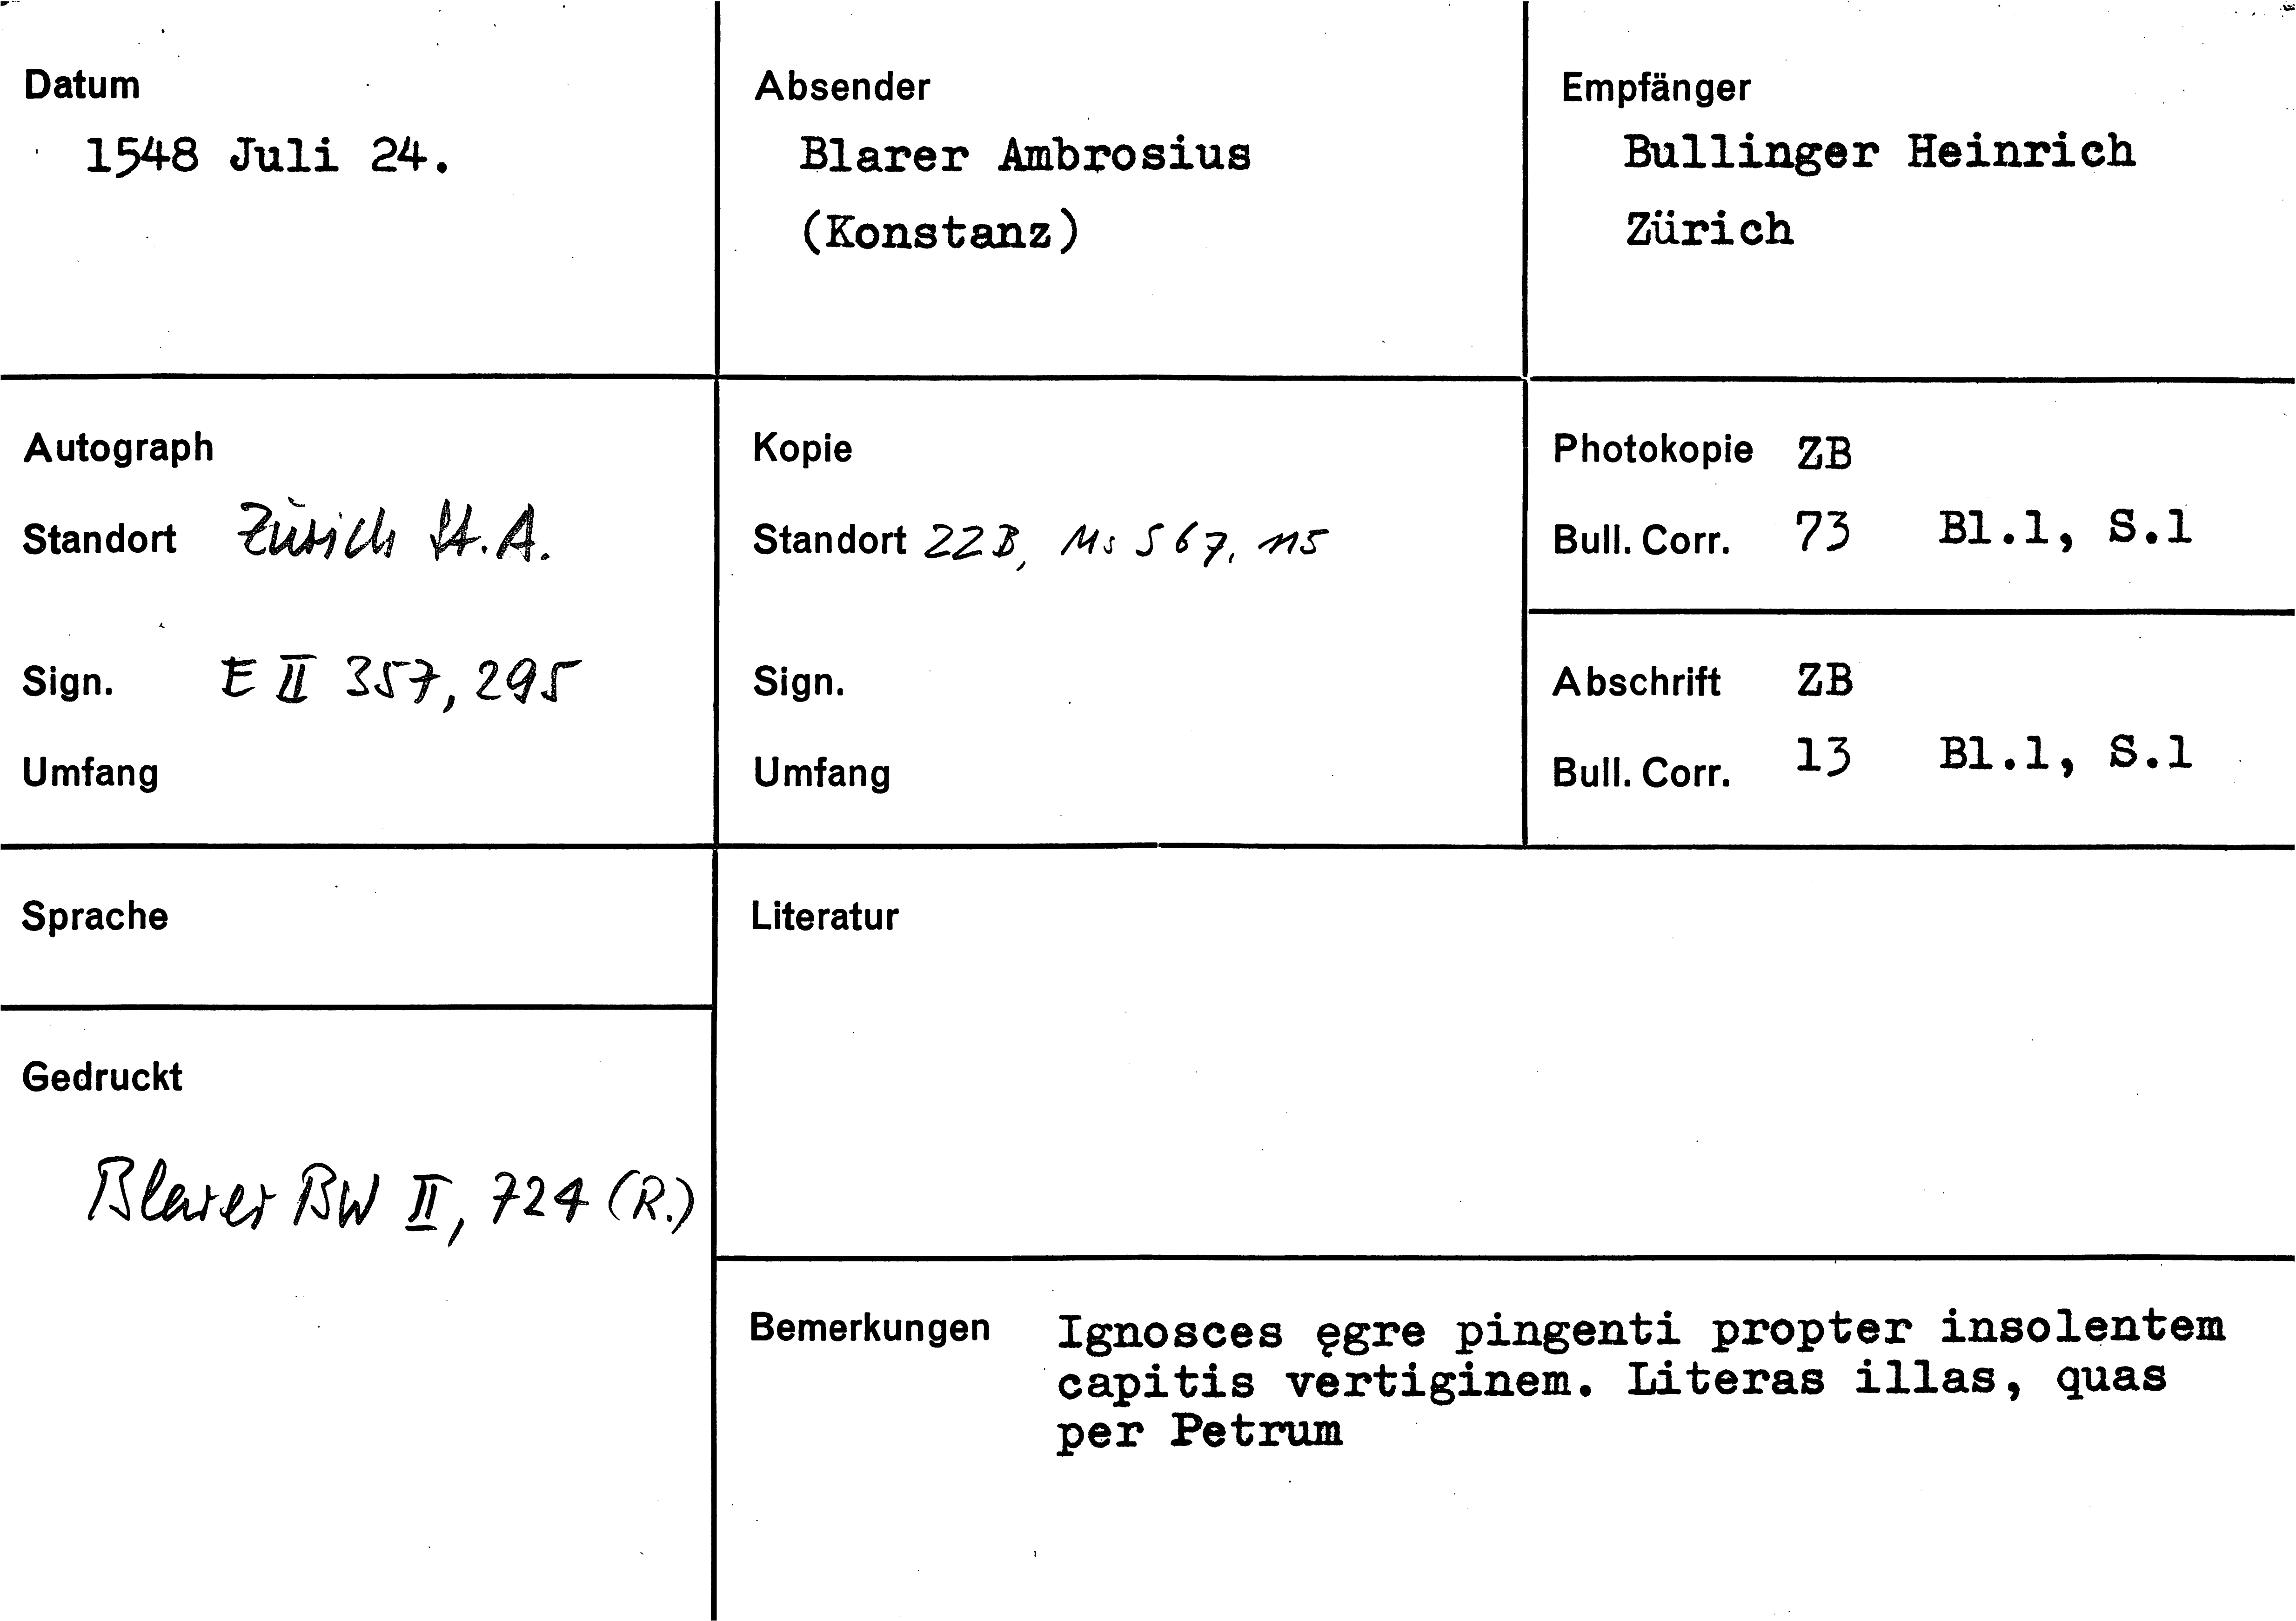 Datum
1548 Juli 24.
Absender
Blarer Ambrosius
(Konstanz)
Empfänger
Bullinger Heinrich
Zürich
Autograph
Standort Zürich St.A.
Sign. E II 357, 295
Umfang
Kopie
Standort ZZB, Ms S 67, 115
Sign.
Umfang
Photokopie ZB
Bull. Corr. 73 Bl.1, S.1
Abschrift ZB
Bull. Corr. 13 Bl.1, S.1
Sprache
Gedruckt
Blarer BW II, 724 (R.)
Literatur
Bemerkungen Ignosces ęgre pingenti propter insolentem
capitis vertiginem. Literas illas, quas
per Petrum